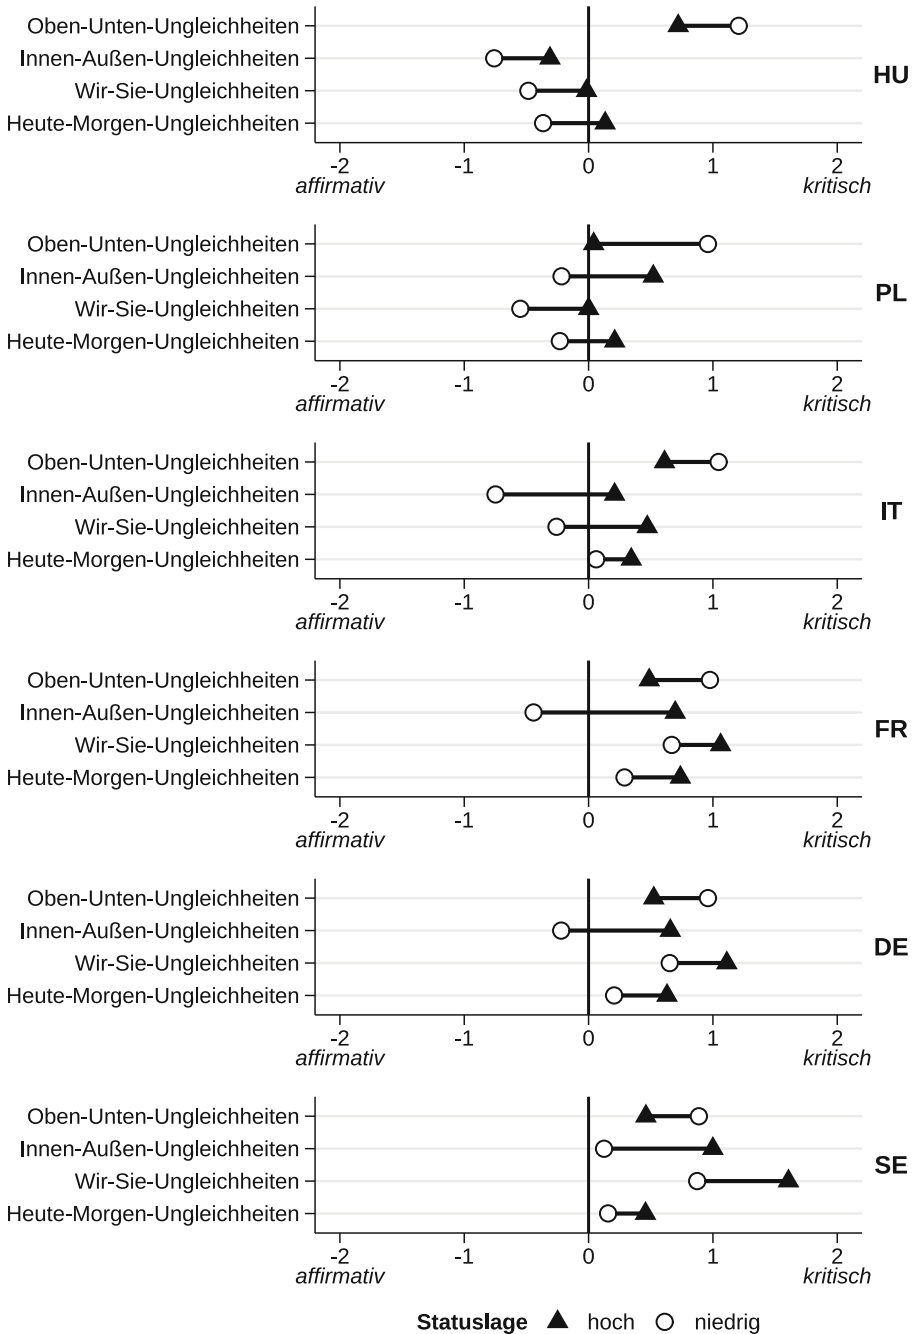 Oben-Unten-Ungleichheiten
Innen-Außen-Ungleichheiten
Wir-Sie-Ungleichheiten
Heute-Morgen-Ungleichheiten
HU
-2 -1 0 1 2
affirmativ kritisch
Oben-Unten-Ungleichheiten
Innen-Außen-Ungleichheiten
Wir-Sie-Ungleichheiten
Heute-Morgen-Ungleichheiten
PL
-2 -1 0 1 2
affirmativ kritisch
Oben-Unten-Ungleichheiten
Innen-Außen-Ungleichheiten
Wir-Sie-Ungleichheiten
Heute-Morgen-Ungleichheiten
IT
-2 -1 0 1 2
affirmativ kritisch
Oben-Unten-Ungleichheiten
Innen-Außen-Ungleichheiten
Wir-Sie-Ungleichheiten
Heute-Morgen-Ungleichheiten
FR
-2 -1 0 1 2
affirmativ kritisch
Oben-Unten-Ungleichheiten
Innen-Außen-Ungleichheiten
Wir-Sie-Ungleichheiten
Heute-Morgen-Ungleichheiten
DE
-2 -1 0 1 2
affirmativ kritisch
Oben-Unten-Ungleichheiten
Innen-Außen-Ungleichheiten
Wir-Sie-Ungleichheiten
Heute-Morgen-Ungleichheiten
SE
-2 -1 0 1 2
affirmativ kritisch
Statuslage hoch niedrig